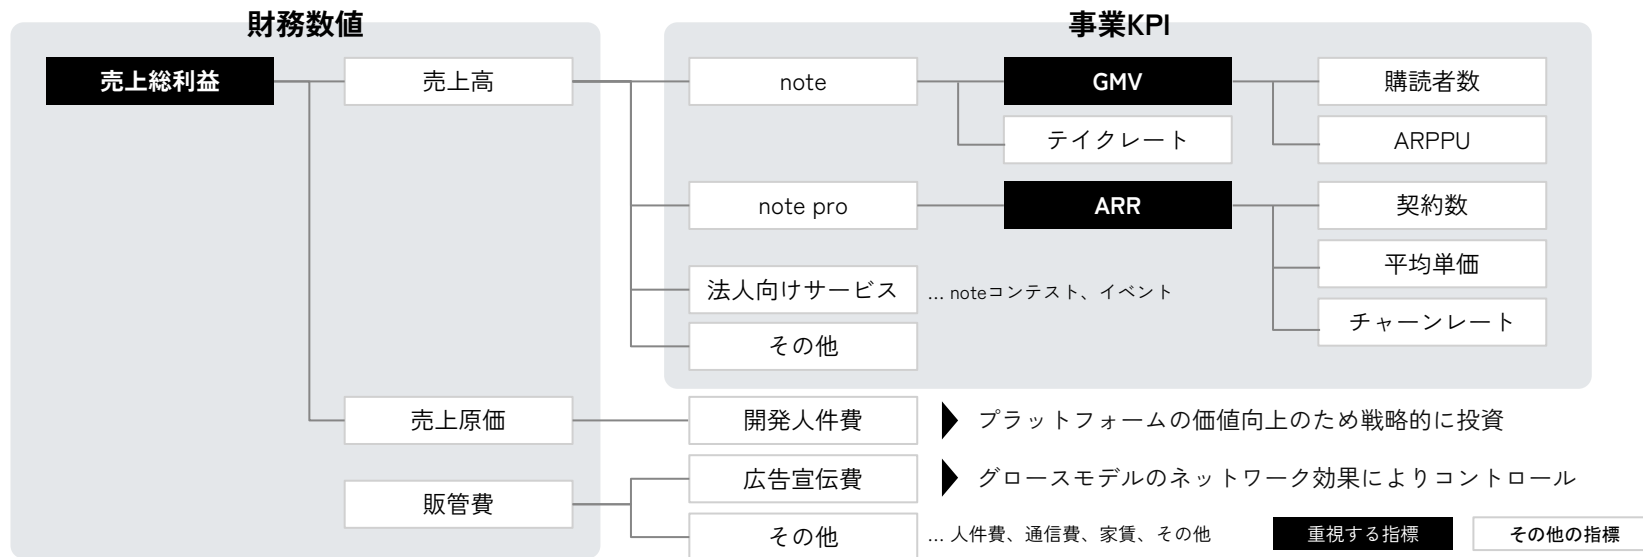 財務数値
事業KPI
売上総利益
売上高
note
GMV
購読者数
テイクレート
ARPPU
note pro
ARR
契約数
平均単価
法人向けサービス
... noteコンテスト、イベント
チャーンレート
その他
売上原価
開発人件費
プラットフォームの価値向上のため戦略的に投資
販管費
広告宣伝費
グロースモデルのネットワーク効果によりコントロール
その他
... 人件費、通信費、家賃、その他
重視する指標
その他の指標